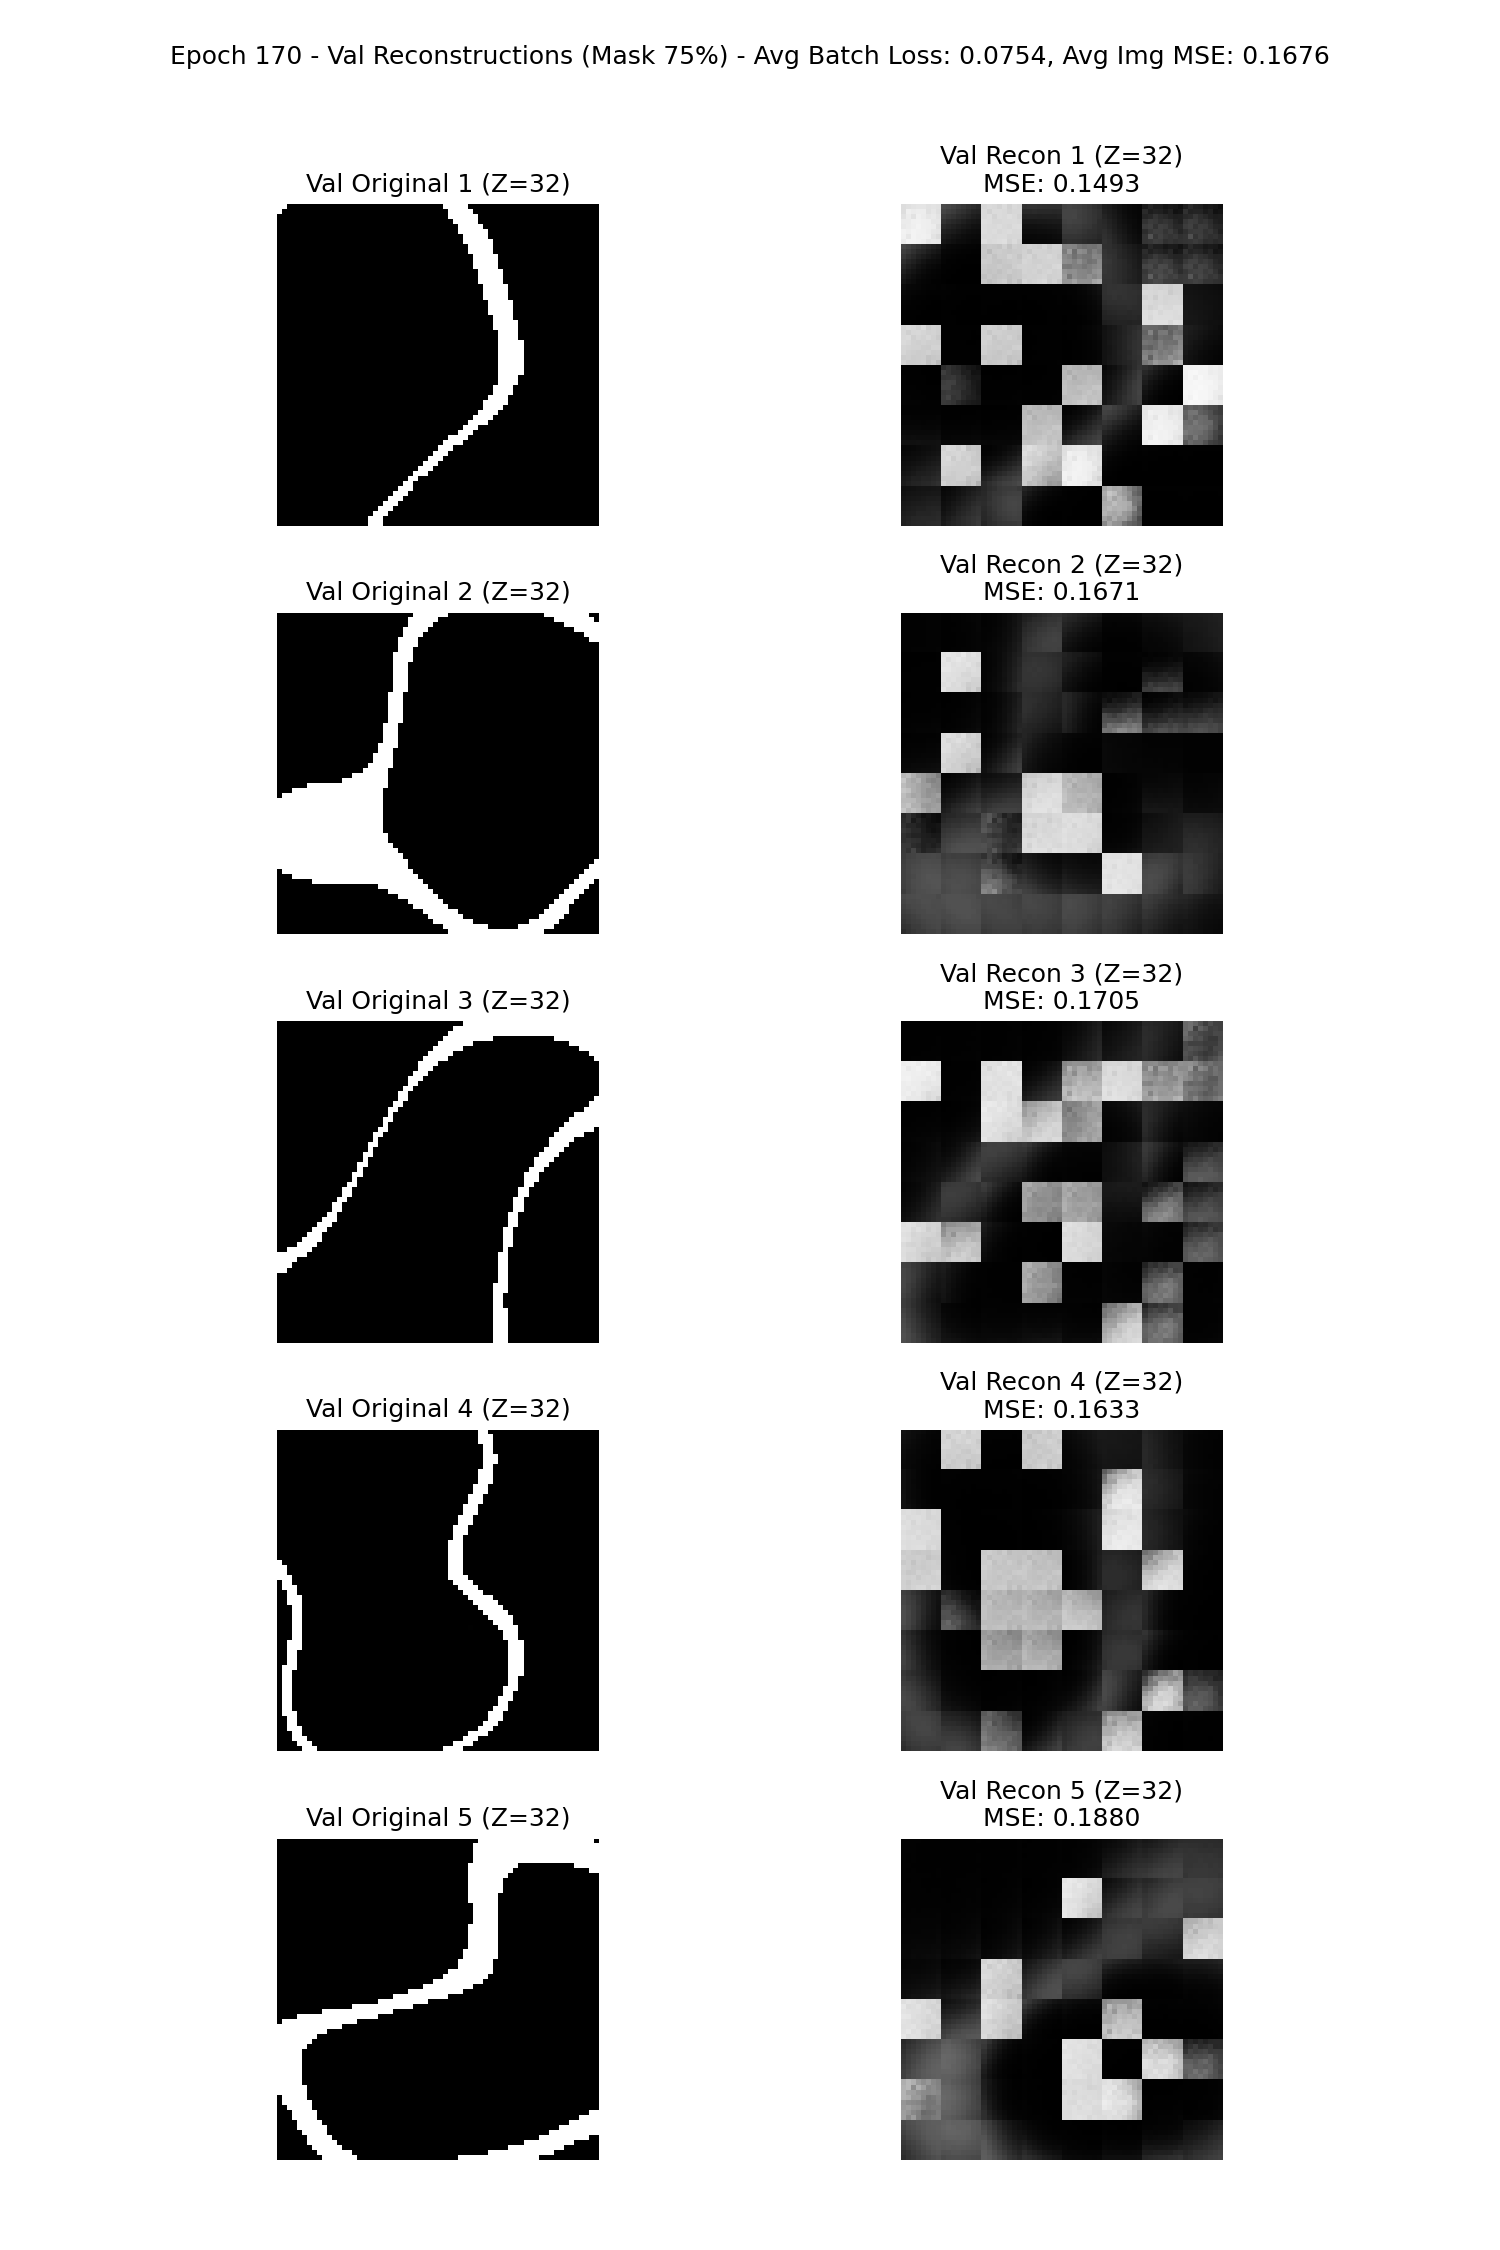 Epoch 170 - Val Reconstructions (Mask 75%) - Avg Batch Loss: 0.0754, Avg Img MSE: 0.1676
Val Original 1 (Z=32)
Val Recon 1 (Z=32)
MSE: 0.1493
Val Original 2 (Z=32)
Val Recon 2 (Z=32)
MSE: 0.1671
Val Original 3 (Z=32)
Val Recon 3 (Z=32)
MSE: 0.1705
Val Original 4 (Z=32)
Val Recon 4 (Z=32)
MSE: 0.1633
Val Original 5 (Z=32)
Val Recon 5 (Z=32)
MSE: 0.1880